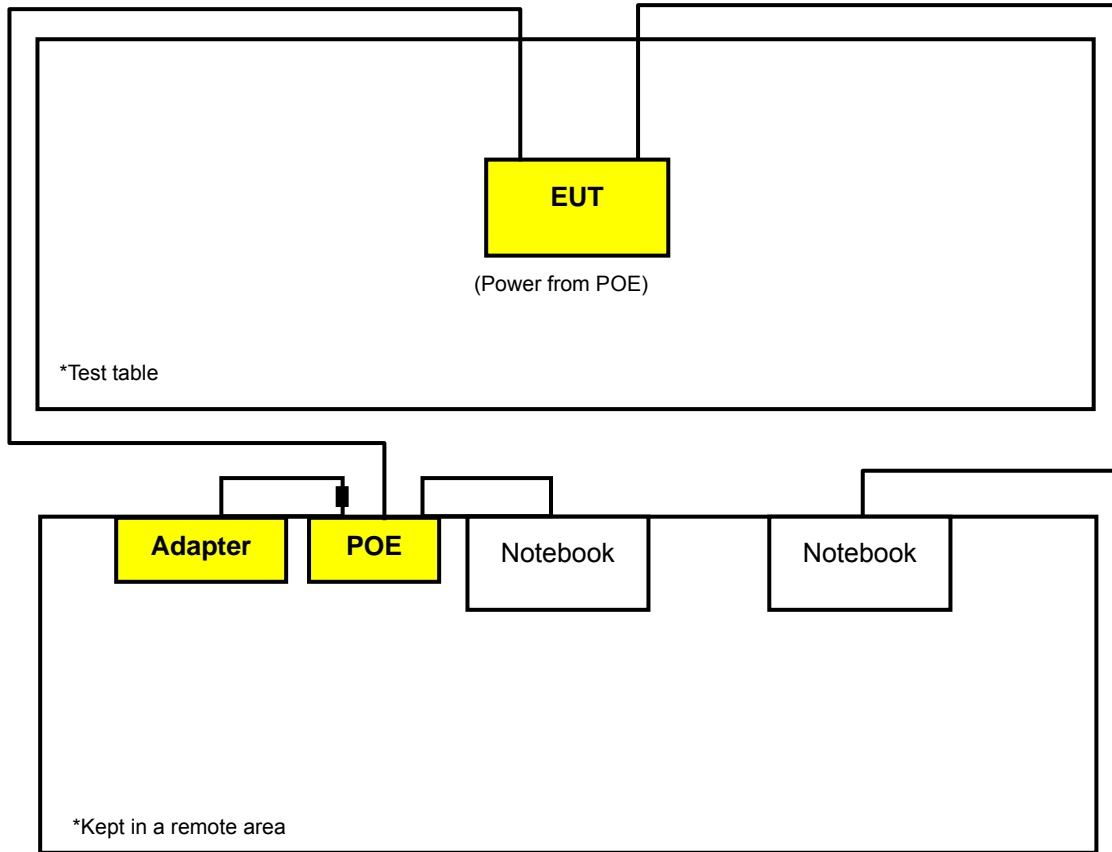 EUT
(Power from POE)
*Test table
Adapter
POE
Notebook
Notebook
*Kept in a remote area